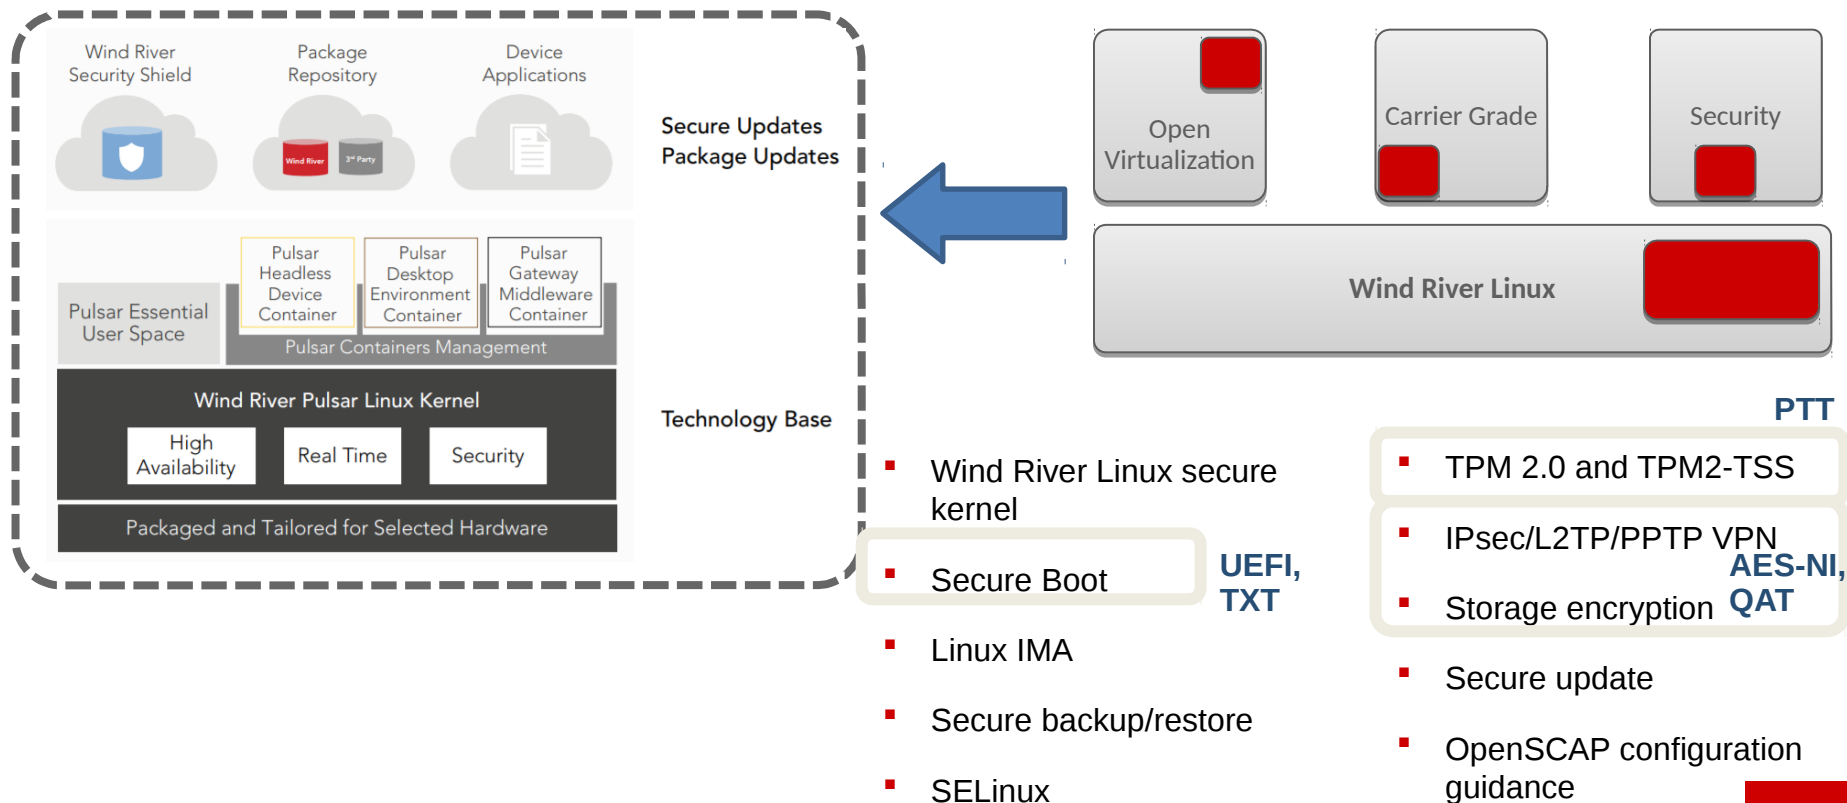 Wind River
Security Shield
Package
Repository
Device
Applications
Wind River
3rd Party
Secure Updates
Package Updates
Pulsar Essential
User Space
Pulsar
Headless
Device
Container
Pulsar
Desktop
Environment
Container
Pulsar
Gateway
Middleware
Container
Pulsar Containers Management
Wind River Pulsar Linux Kernel
High
Availability
Real Time
Security
Technology Base
Packaged and Tailored for Selected Hardware
Open
Virtualization
Carrier Grade
Security
Wind River Linux
Wind River Linux secure
kernel
Secure Boot
UEFI,
TXT
Linux IMA
Secure backup/restore
SELinux
PTT
TPM 2.0 and TPM2-TSS
IPsec/L2TP/PPTP VPN
AES-NI,
QAT
Storage encryption
Secure update
OpenSCAP configuration
guidance